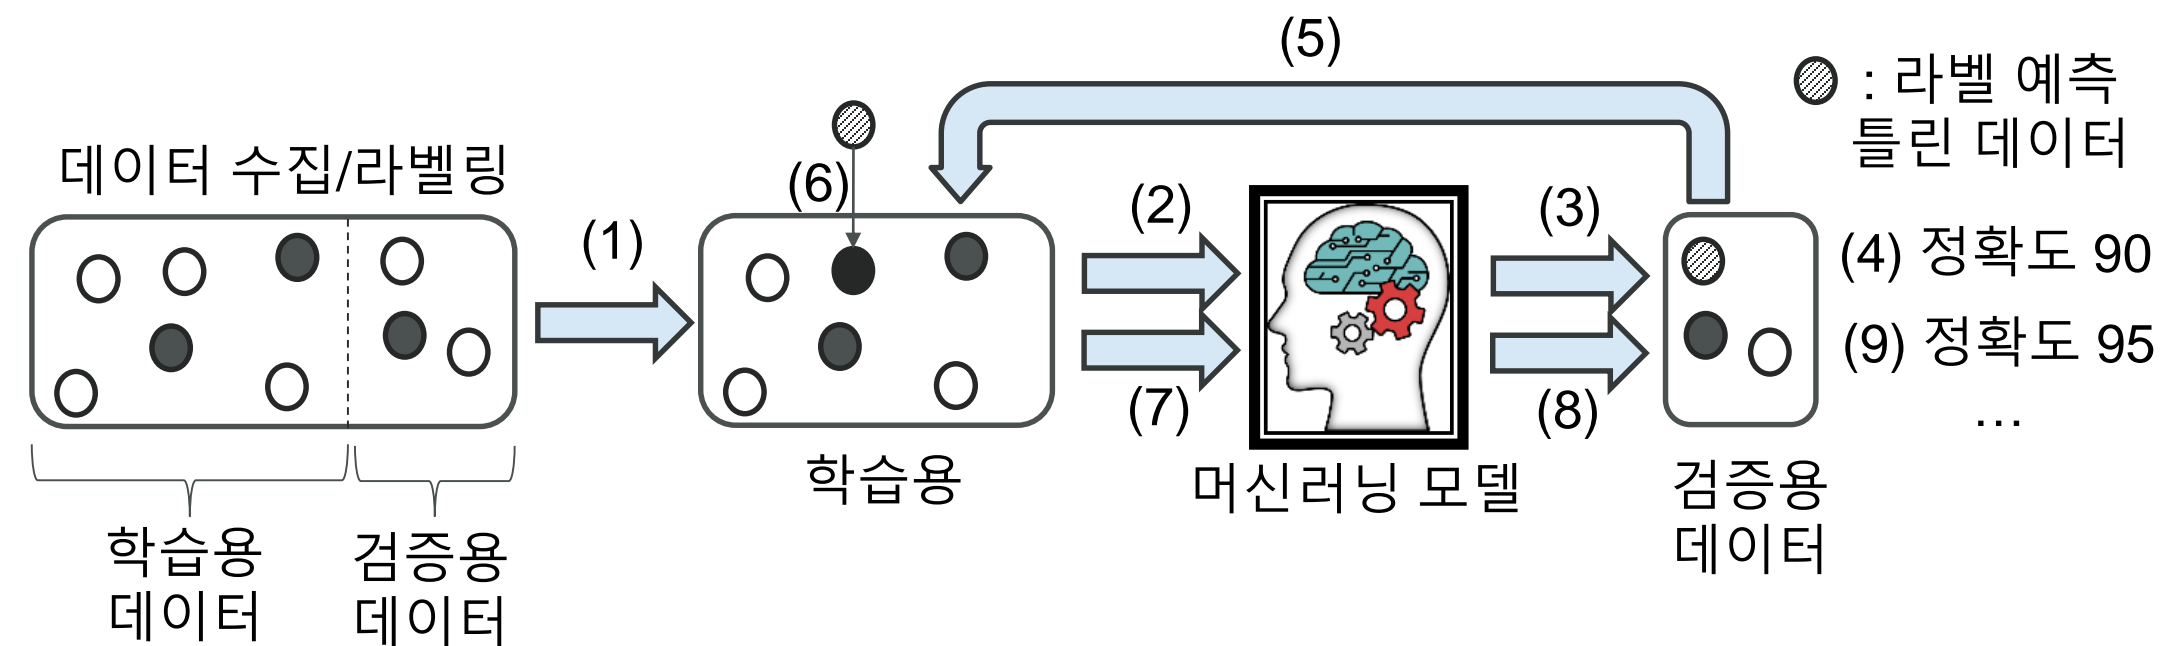 (5)
: 라벨 예측
틀린 데이터
데이터 수집/라벨링
(6)
(1)
(2)
(3)
(4) 정확도 90
(9) 정확도 95
...
(7)
(8)
학습용
머신러닝 모델
검증용
데이터
학습용
데이터
검증용
데이터